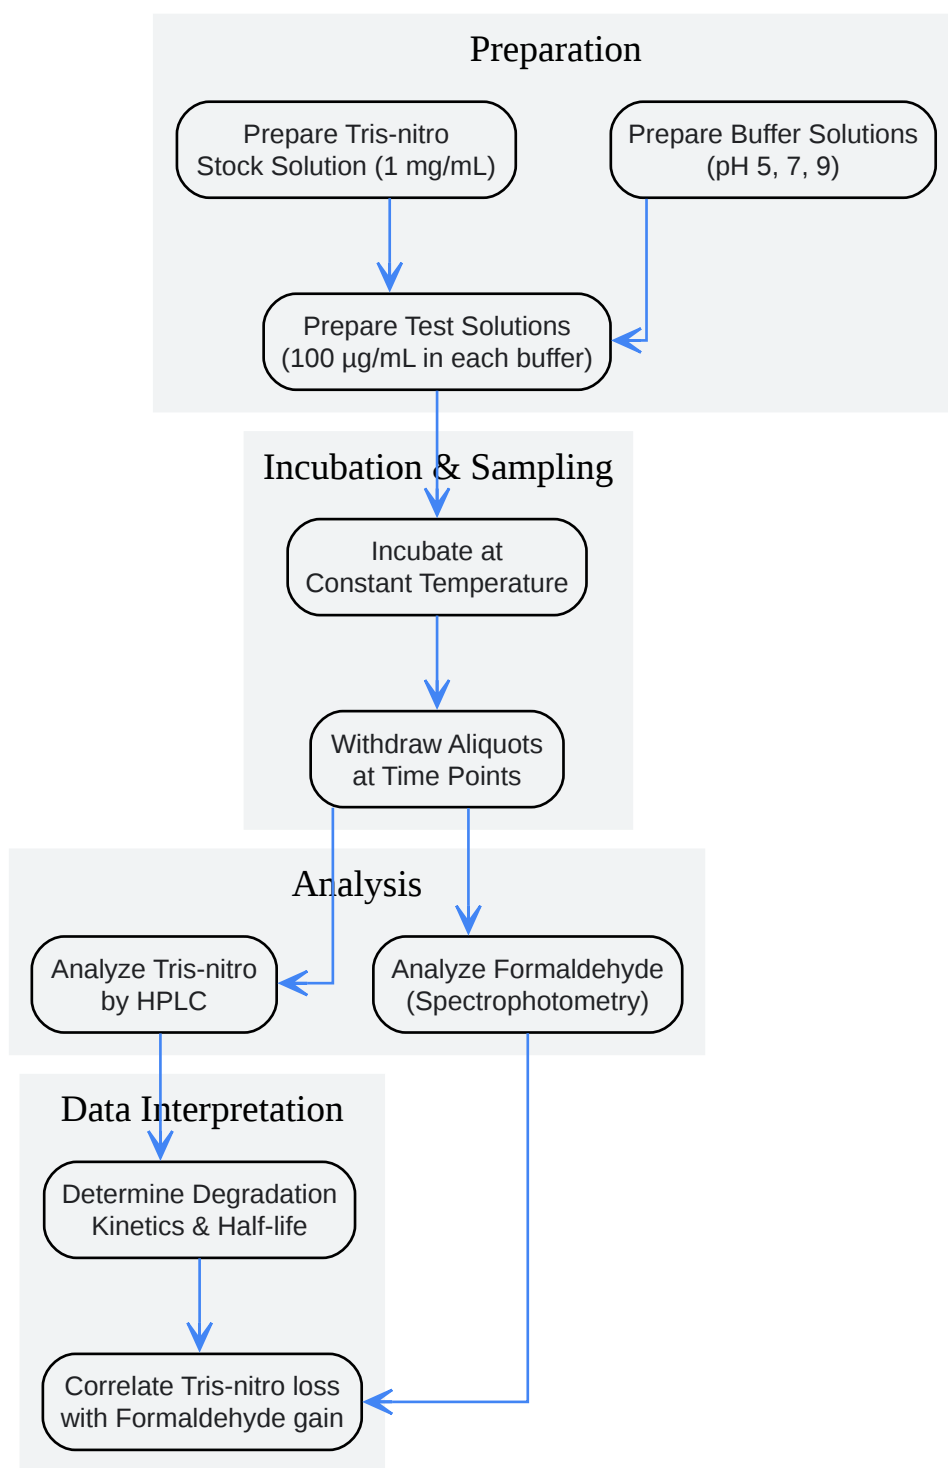 Preparation
Prepare Tris-nitro
Stock Solution (1 mg/mL)
Prepare Buffer Solutions
(pH 5, 7, 9)
Prepare Test Solutions
(100 µg/mL in each buffer)
Incubation & Sampling
Incubate at
Constant Temperature
Withdraw Aliquots
at Time Points
Analysis
Analyze Tris-nitro
by HPLC
Analyze Formaldehyde
(Spectrophotometry)
Data Interpretation
Determine Degradation
Kinetics & Half-life
Correlate Tris-nitro loss
with Formaldehyde gain